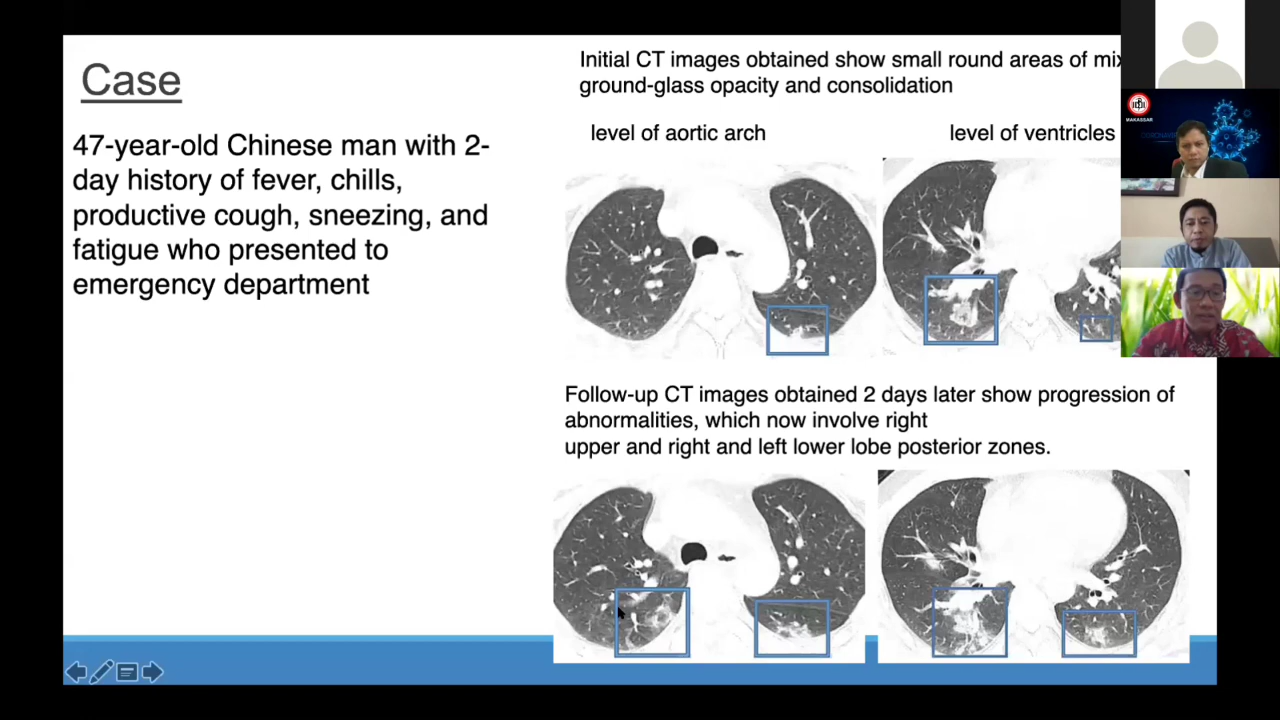 Case
47-year-old Chinese man with 2-
day history of fever, chills,
productive cough, sneezing, and
fatigue who presented to
emergency department
Initial CT images obtained show small round areas of
ground-glass opacity and consolidation
level of aortic arch
level of ventricles
Follow-up CT images obtained 2 days later show progression of
abnormalities, which now involve right
upper and right and left lower lobe posterior zones.
MAKASSAR